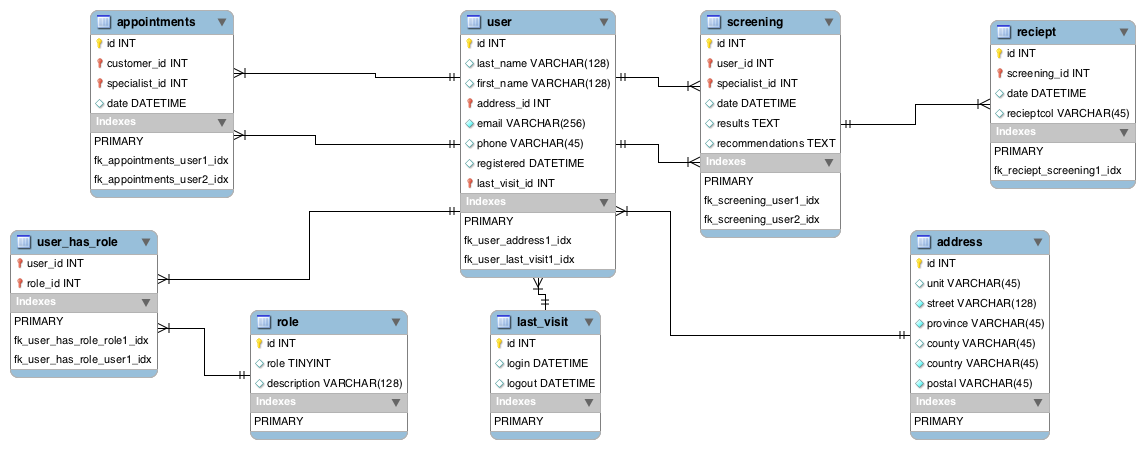 appointments
id INT
customer_id INT
specialist_id INT
date DATETIME
Indexes
PRIMARY
fk_appointments_user1_idx
fk_appointments_user2_idx
user
id INT
last_name VARCHAR(128)
first_name VARCHAR(128)
address_id INT
email VARCHAR(256)
phone VARCHAR(45)
registered DATETIME
last_visit_id INT
Indexes
PRIMARY
fk_user_address1_idx
fk_user_last_visit1_idx
screening
id INT
user_id INT
specialist_id INT
date DATETIME
results TEXT
recommendations TEXT
Indexes
PRIMARY
fk_screening_user1_idx
fk_screening_user2_idx
reciept
id INT
screening_id INT
date DATETIME
recieptcol VARCHAR(45)
Indexes
PRIMARY
fk_reciept_screening1_idx
user_has_role
user_id INT
role_id INT
Indexes
PRIMARY
fk_user_has_role_role1_idx
fk_user_has_role_user1_idx
role
id INT
role TINYINT
description VARCHAR(128)
Indexes
PRIMARY
last_visit
id INT
login DATETIME
logout DATETIME
Indexes
PRIMARY
address
id INT
unit VARCHAR(45)
street VARCHAR(128)
province VARCHAR(45)
county VARCHAR(45)
country VARCHAR(45)
postal VARCHAR(45)
Indexes
PRIMARY